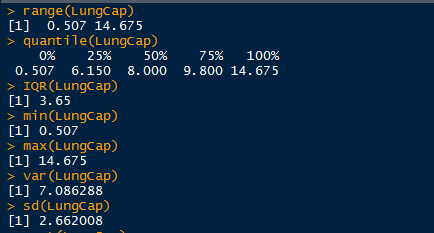 > range(LungCap)
[1]  0.507 14.675
> quantile(LungCap)
    0%    25%    50%    75%   100%
 0.507  6.150  8.000  9.800 14.675
> IQR(LungCap)
[1] 3.65
> min(LungCap)
[1] 0.507
> max(LungCap)
[1] 14.675
> var(LungCap)
[1] 7.086288
> sd(LungCap)
[1] 2.662008